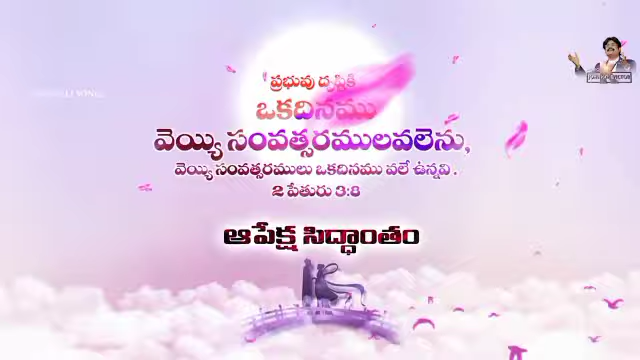 ప్రభువు దృష్టికి
ఒకదినము
వెయ్యి సంవత్సరములవలెను,
వెయ్యి సంవత్సరములు ఒకదినము వలే ఉన్నవి .
2 పేతురు 3:8
ఆపేక్ష సిద్ధాంతం